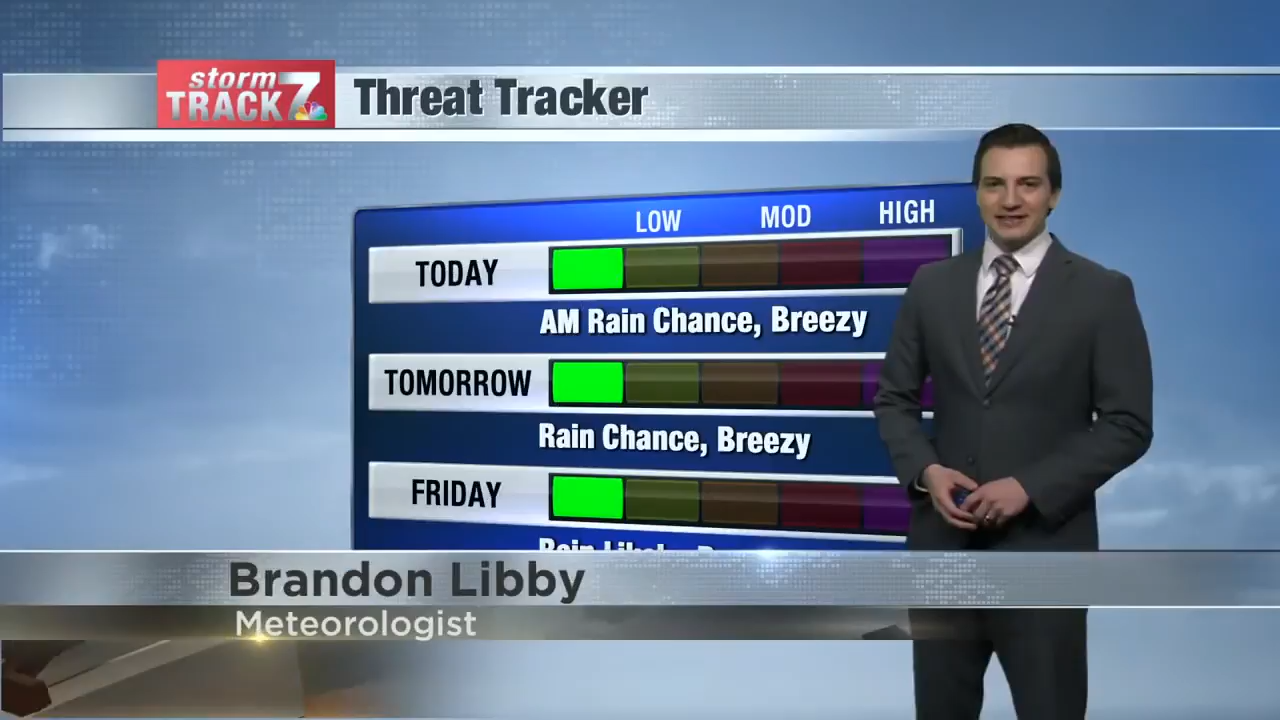 storm
TRACK 7
Threat Tracker
LOW MOD HIGH
TODAY
AM Rain Chance, Breezy
TOMORROW
Rain Chance, Breezy
FRIDAY
Brandon Libby
Meteorologist